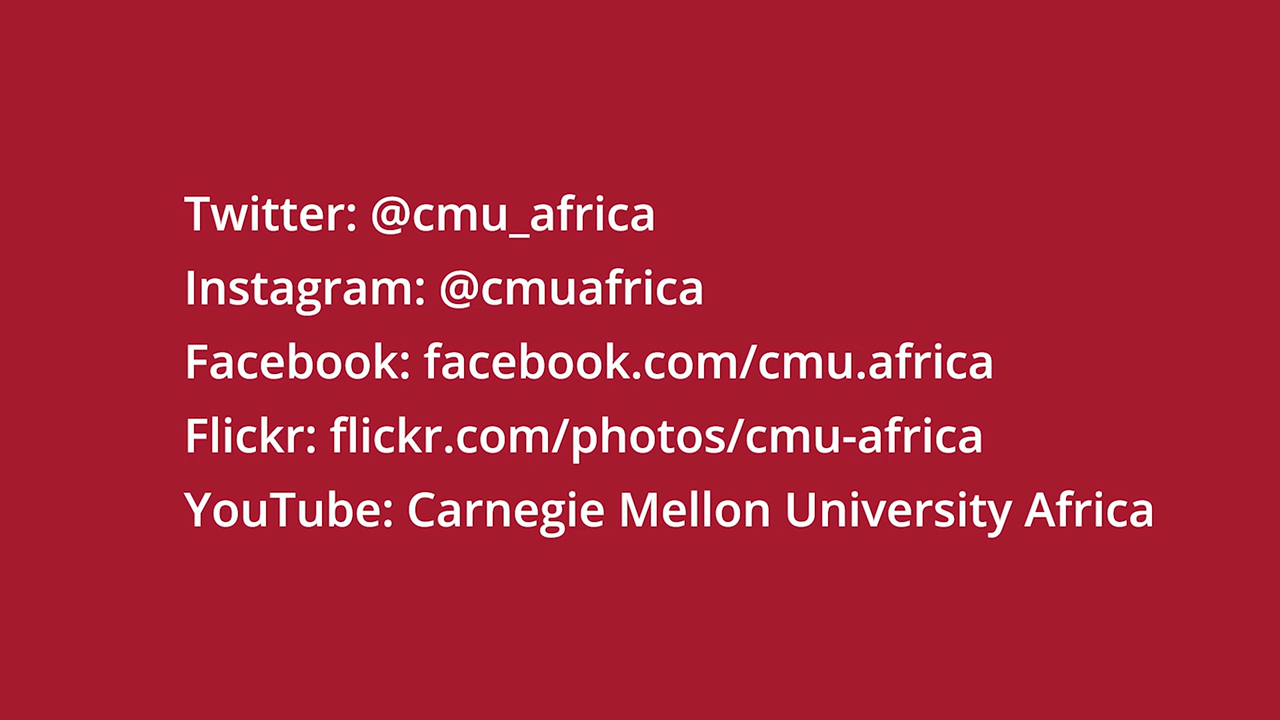 Twitter: @cmu_africa
Instagram: @cmuafrica
Facebook: facebook.com/cmu.africa
Flickr: flickr.com/photos/cmu-africa
YouTube: Carnegie Mellon University Africa